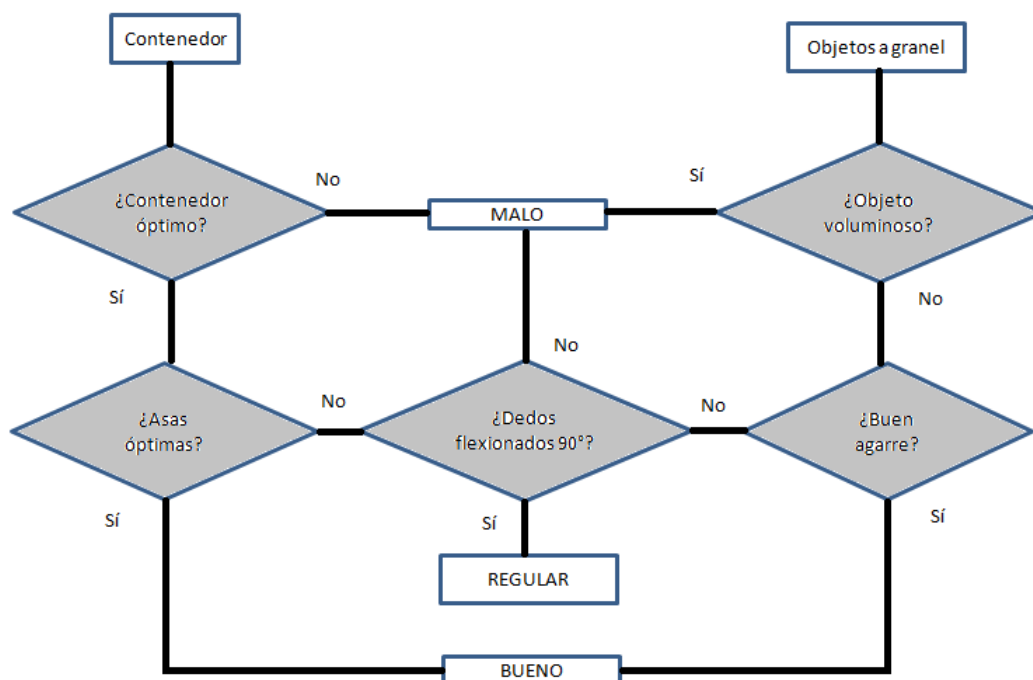 Contenedor
Objetos a granel
¿Contenedor
óptimo?
No
MALO
Sí
¿Objeto
voluminoso?
Sí
No
No
¿Asas
óptimas?
No
¿Dedos
flexionados 90°?
No
¿Buen
agarre?
Sí
Sí
Sí
REGULAR
BUENO